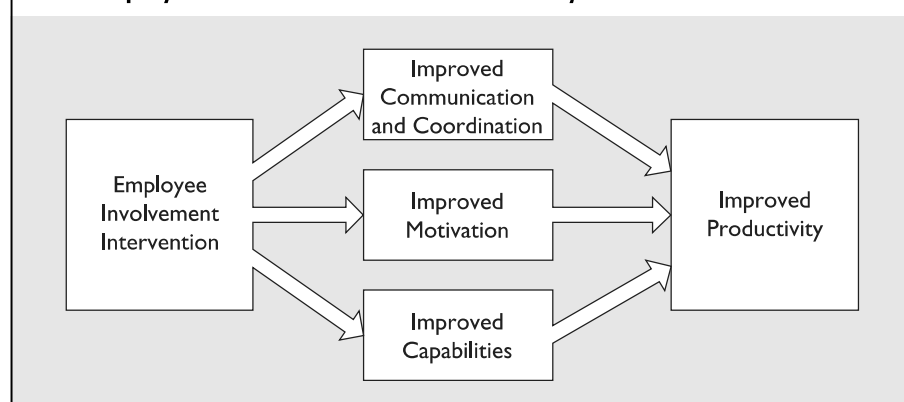 Employee
Involvement
Intervention
Improved
Communication
and Coordination
Improved
Motivation
Improved
Capabilities
Improved
Productivity